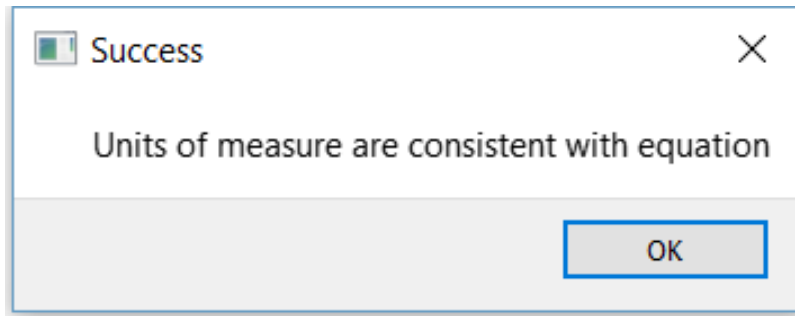 Success
Units of measure are consistent with equation
OK